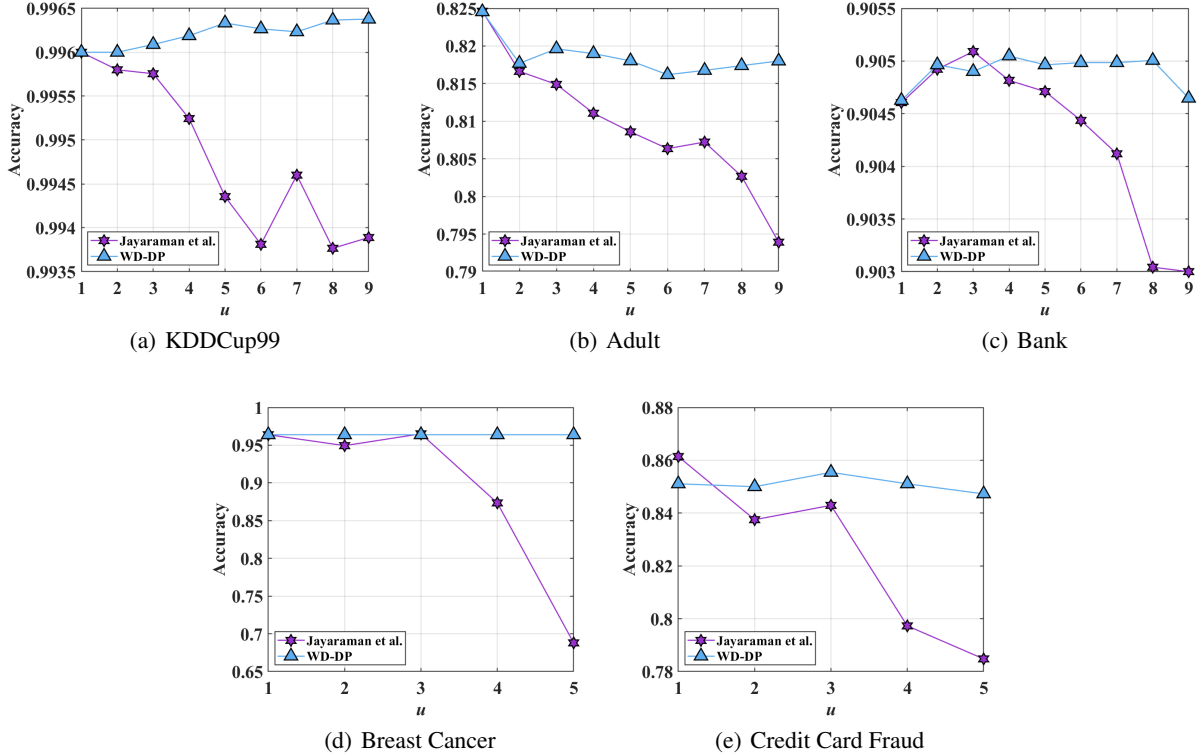 0.9965
0.996
0.9955
0.995
0.9945
0.994
0.9935
Accuracy
Jayaraman et al.
WD-DP
1 2 3 4 5 6 7 8 9
u
(a) KDDCup99
0.825
0.82
0.815
0.81
0.805
0.8
0.795
0.79
Accuracy
Jayaraman et al.
WD-DP
1 2 3 4 5 6 7 8 9
u
(b) Adult
0.9055
0.905
0.9045
0.904
0.9035
0.903
Accuracy
Jayaraman et al.
WD-DP
1 2 3 4 5 6 7 8 9
u
(c) Bank
1
0.95
0.9
0.85
0.8
0.75
0.7
0.65
Accuracy
Jayaraman et al.
WD-DP
1 2 3 4 5
u
(d) Breast Cancer
0.88
0.86
0.84
0.82
0.8
0.78
Accuracy
Jayaraman et al.
WD-DP
1 2 3 4 5
u
(e) Credit Card Fraud